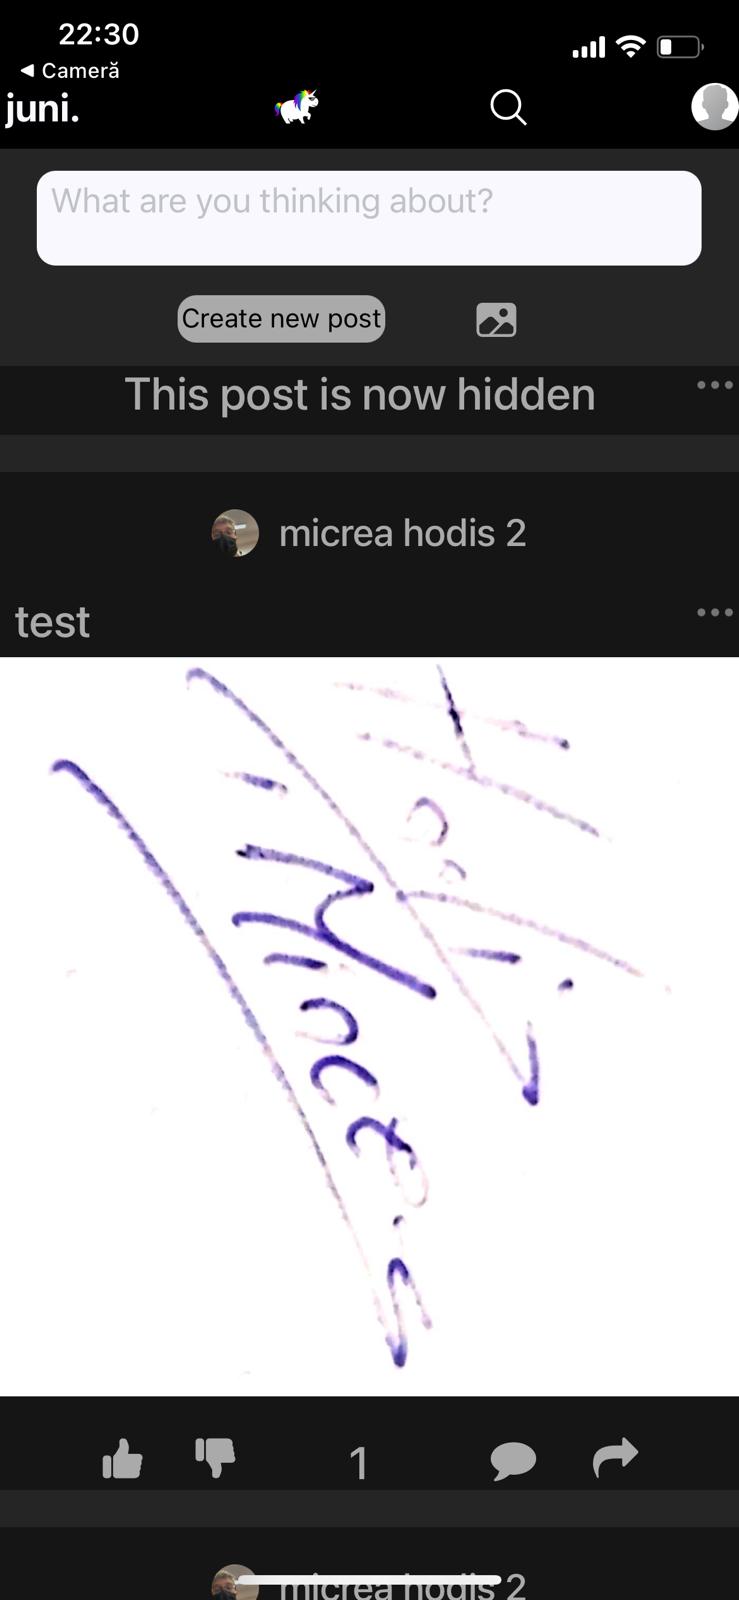 22:30
◄ Cameră
juni.
What are you thinking about?
Create new post
This post is now hidden
micrea hodis 2
test
1
micrea hodis 2